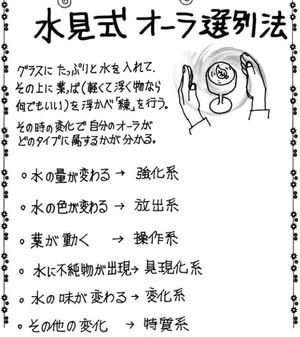 水見式 オーラ選別法
グラスに たっぷりと水を入れて、
その上に葉っぱ(軽くて浮く物なら
何でもいい)を浮かべ「練」を行う。
その時の変化で自分のオーラが
どのタイプに属するかが分かる。
○水の量が変わる→強化系
○水の色が変わる→放出系
○葉が動く→操作系
○水に不純物が出現→具現化系
○水の味が変わる→変化系
○その他の変化→特質系